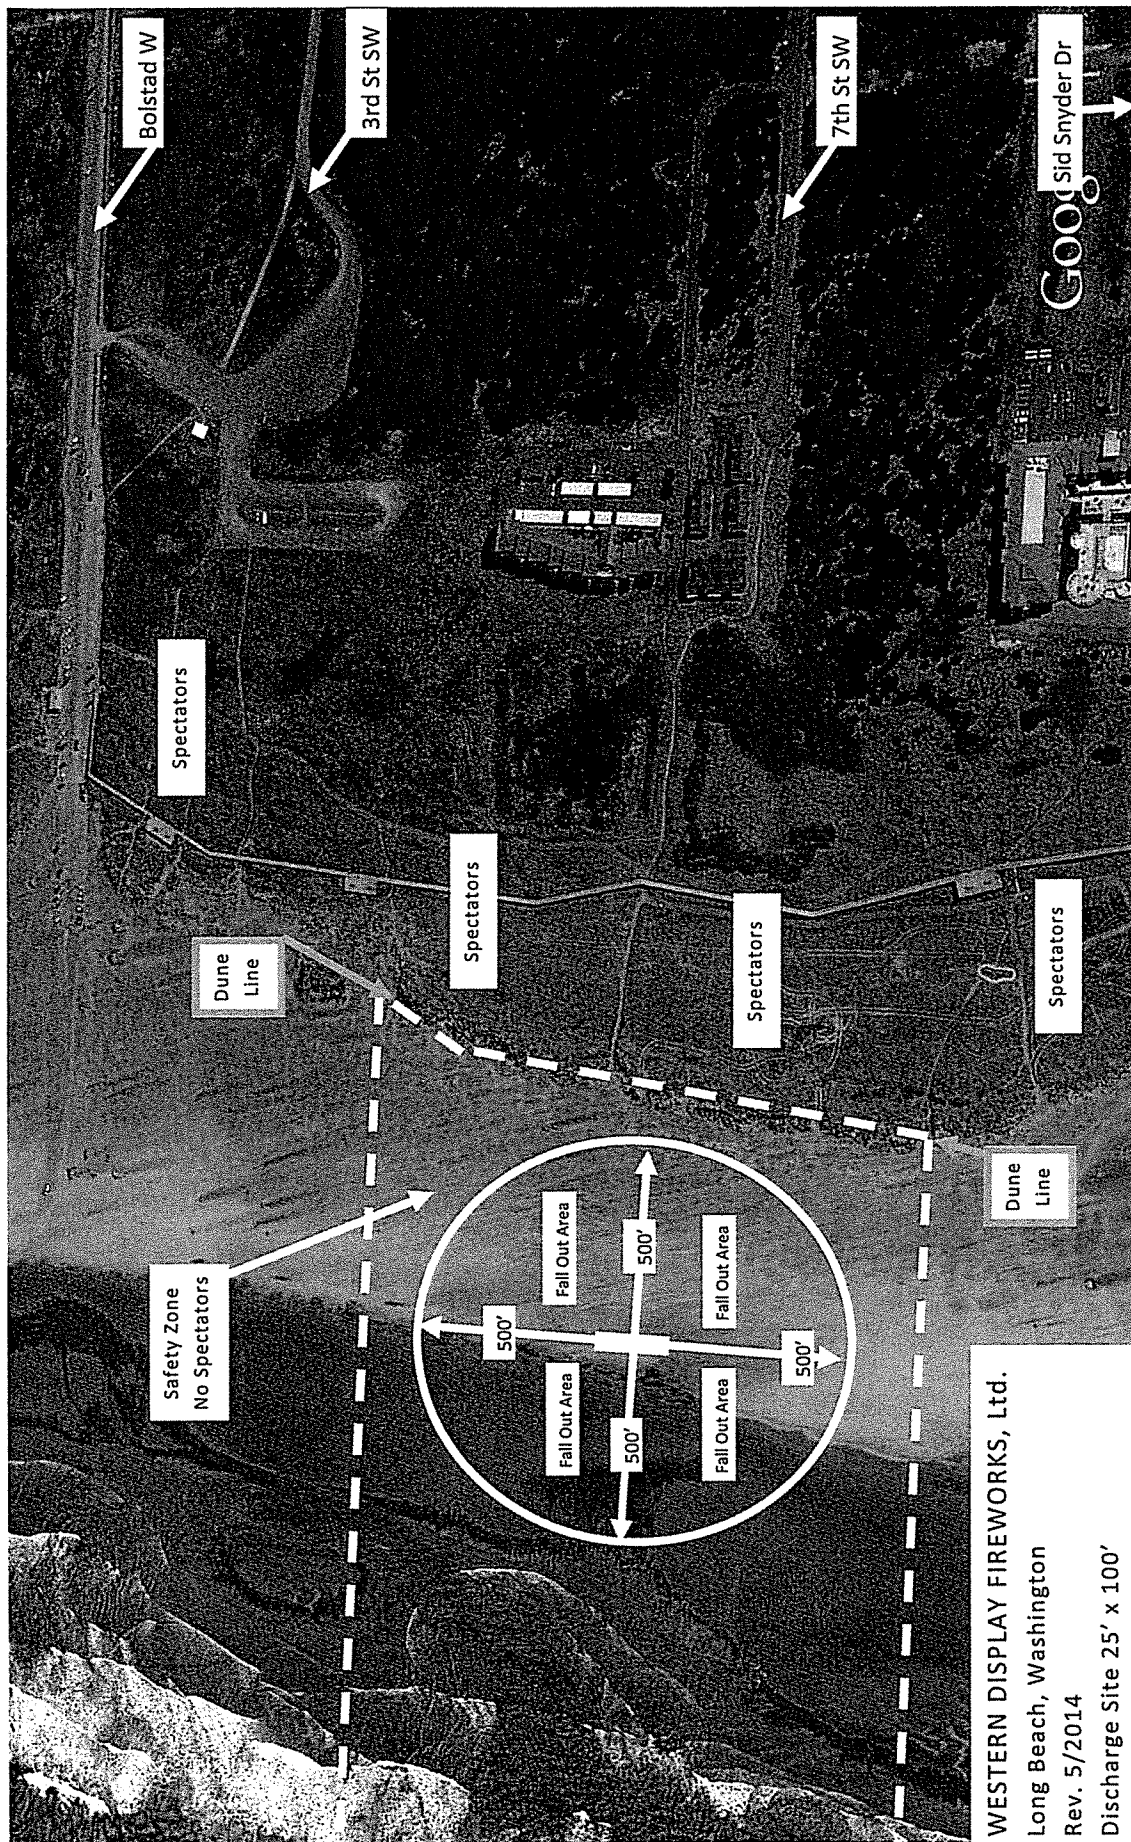 Bolstad W
3rd St SW
7th St SW
Sid Snyder Dr
Goog
Spectators
Spectators
Spectators
Spectators
Dune
Line
Dune
Line
Safety Zone
No Spectators
500'
500'
500'
500'
Fall Out Area
Fall Out Area
Fall Out Area
Fall Out Area
WESTERN DISPLAY FIREWORKS, Ltd.
Long Beach, Washington
Rev. 5/2014
Discharge Site 25' x 100'